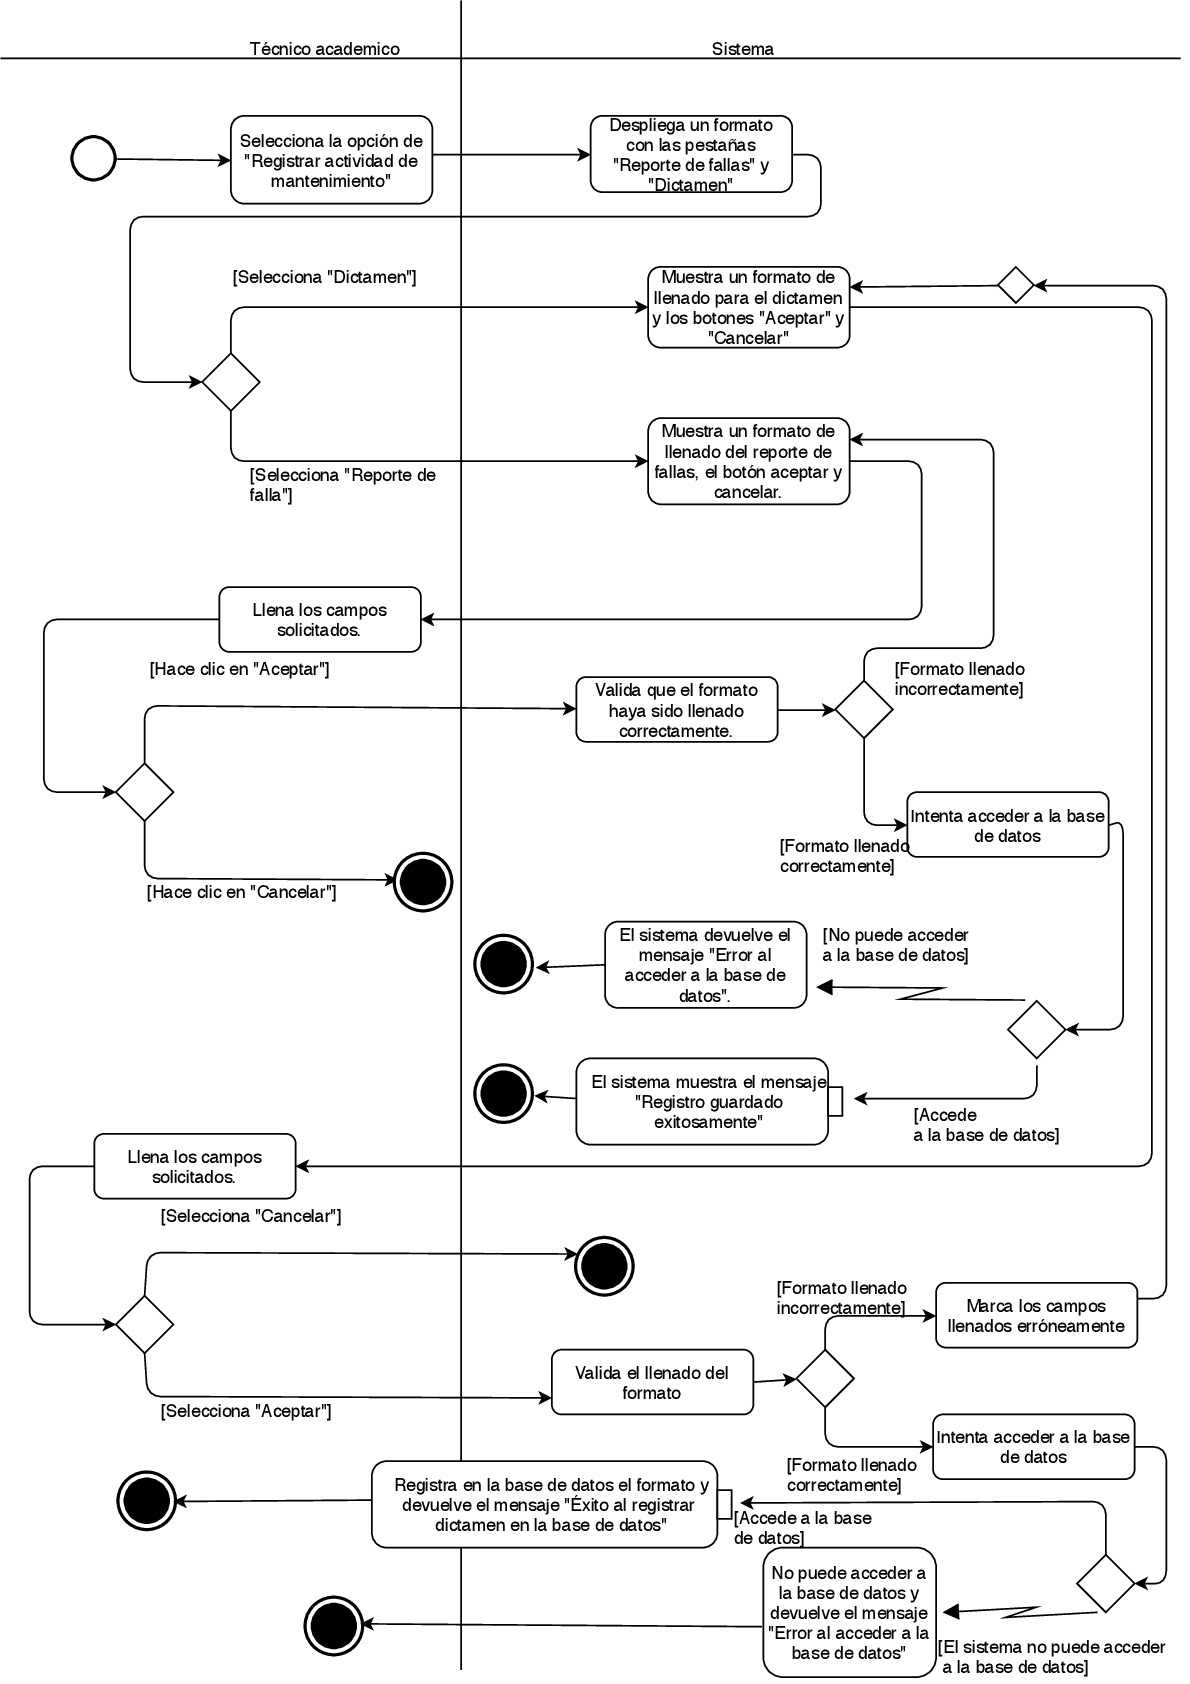 Técnico academico
Sistema
Selecciona la opción de
"Registrar actividad de
mantenimiento"
Despliega un formato
con las pestañas
"Reporte de fallas" y
"Dictamen"
[Selecciona "Dictamen"]
Muestra un formato de
llenado para el dictamen
y los botones "Aceptar" y
"Cancelar"
Muestra un formato de
llenado del reporte de
fallas, el botón aceptar y
cancelar.
[Selecciona "Reporte de
falla"]
Llena los campos
solicitados.
[Hace clic en "Aceptar"]
Valida que el formato
haya sido llenado
correctamente.
[Formato llenado
incorrectamente]
Intenta acceder a la base
de datos
[Formato llenado
correctamente]
[Hace clic en "Cancelar"]
El sistema devuelve el
mensaje "Error al
acceder a la base de
datos".
[No puede acceder
a la base de datos]
El sistema muestra el mensaje
"Registro guardado
exitosamente"
[Accede
a la base de datos]
Llena los campos
solicitados.
[Selecciona "Cancelar"]
[Formato llenado
incorrectamente]
Marca los campos
llenados erróneamente
Valida el llenado del
formato
[Selecciona "Aceptar"]
Intenta acceder a la base
de datos
[Formato llenado
correctamente]
Registra en la base de datos el formato y
devuelve el mensaje "Éxito al registrar
dictamen en la base de datos"
[Accede a la base
de datos]
No puede acceder a
la base de datos y
devuelve el mensaje
"Error al acceder a la
base de datos"
[El sistema no puede acceder
a la base de datos]